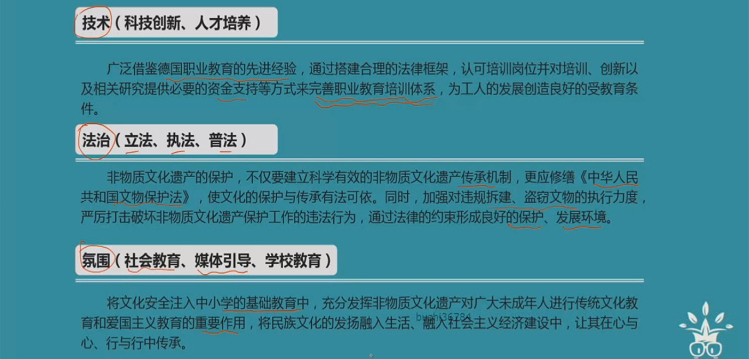 技术（科技创新、人才培养）
广泛借鉴德国职业教育的先进经验，通过搭建合理的法律框架，认可培训岗位并对培训、创新以
及相关研究提供必要的资金支持等方式来完善职业教育培训体系，为工人的发展创造良好的受教育条
件。
法治（立法、执法、普法）
非物质文化遗产的保护，不仅要建立科学有效的非物质文化遗产传承机制，更应修缮《中华人民
共和国文物保护法》，使文化的保护与传承有法可依。同时，加强对违规拆建、盗窃文物的执行力度，
严厉打击破坏非物质文化遗产保护工作的违法行为，通过法律的约束形成良好的保护、发展环境。
氛围（社会教育、媒体引导、学校教育）
将文化安全注入中小学的基础教育中，充分发挥非物质文化遗产对广大未成年人进行传统文化教
育和爱国主义教育的重要作用，将民族文化的发扬融入生活、融入社会主义经济建设中，让其在心与
心、行与行中传承。